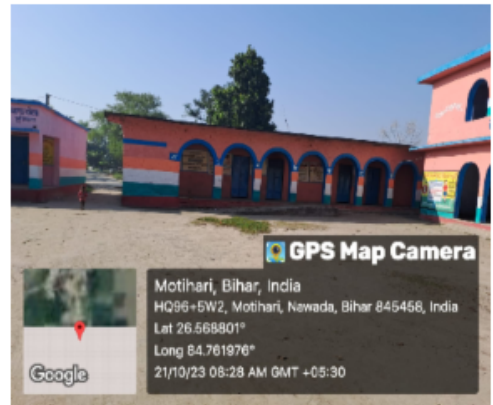 GPS Map Camera
Motihari, Bihar, India
HQ96+5W2, Motihari, Nawada, Bihar 845458, India
Lat 26.568801°
Long 84.761976°
21/10/23 08:28 AM GMT +05:30
Google